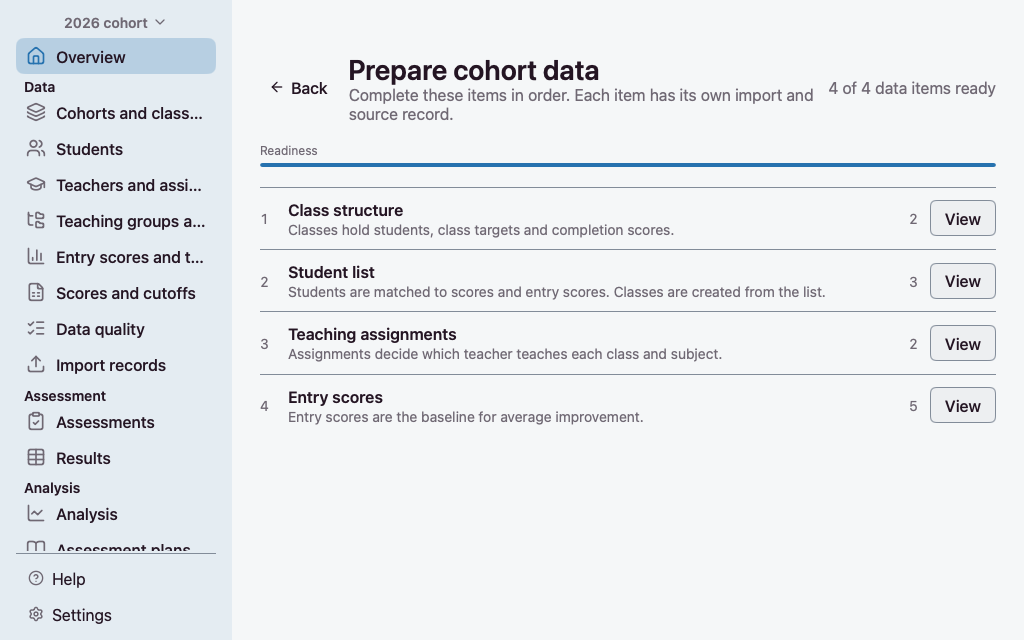 2026 cohort
Overview
Data
Cohorts and class...
Students
Teachers and assi...
Teaching groups a...
Entry scores and t...
Scores and cutoffs
Data quality
Import records
Assessment
Assessments
Results
Analysis
Analysis
Assessment plans
Help
Settings
Back
Prepare cohort data
Complete these items in order. Each item has its own import and
source record.
4 of 4 data items ready
Readiness
1
Class structure
Classes hold students, class targets and completion scores.
2
View
2
Student list
Students are matched to scores and entry scores. Classes are created from the list.
3
View
3
Teaching assignments
Assignments decide which teacher teaches each class and subject.
2
View
4
Entry scores
Entry scores are the baseline for average improvement.
5
View